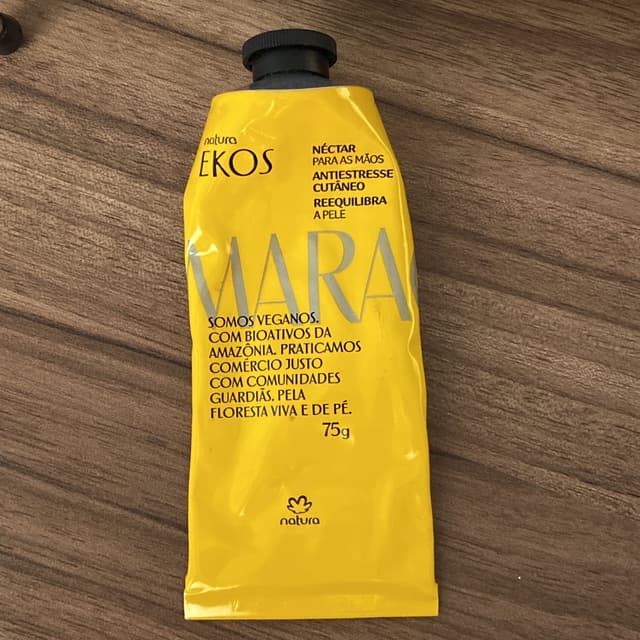 natura
EKOS
NÉCTAR
PARA AS MÃOS
ANTIESTRESSE
CUTÂNEO
REEQUILIBRA
A PELE
MARA
SOMOS VEGANOS.
COM BIOATIVOS DA
AMAZÔNIA. PRATICAMOS
COMÉRCIO JUSTO
COM COMUNIDADES
GUARDIÃS. PELA
FLORESTA VIVA E DE PÉ.
75g
natura